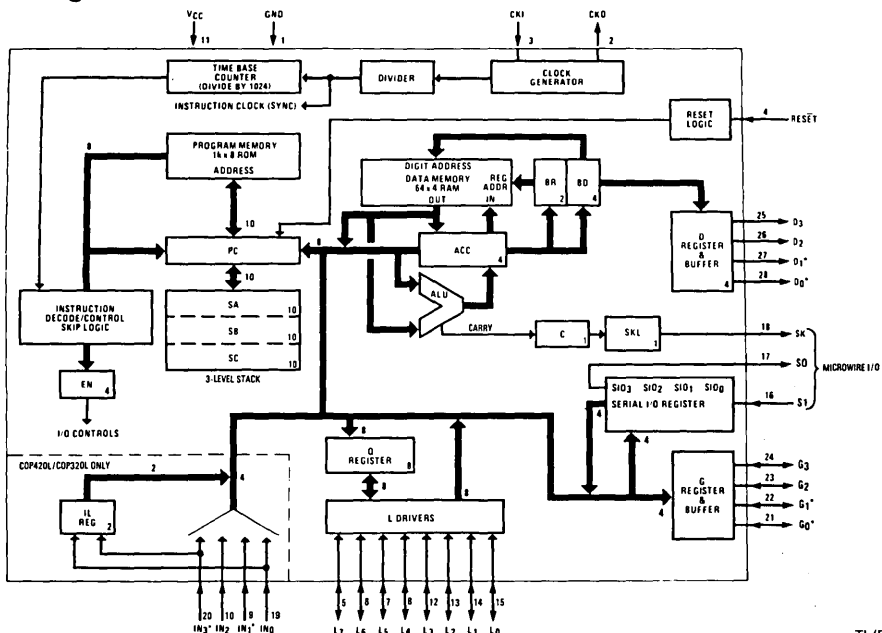 VCC GND CKI CKO
11 1 3 2
TIME BASE
COUNTER
(DIVIDE BY 1024)
DIVIDER
CLOCK
GENERATOR
INSTRUCTION CLOCK (SYNC)
RESET
LOGIC
4
RESET
8
PROGRAM MEMORY
1k x 8 ROM
ADDRESS
DIGIT ADDRESS
DATA MEMORY
64 x 4 RAM
OUT
REG
ADDR
IN
BR
2
BD
4
D
REGISTER
&
BUFFER
4
25 D3
26 D2
27 D1*
28 D0*
10
PC
8
ACC
4
10
ALU
INSTRUCTION
DECODE/CONTROL
SKIP LOGIC
SA
10
SB
10
SC
10
3-LEVEL STACK
CARRY
C
1
SKL
1
18 SK
17 SO
16 S1
MICROWIRE I/O
EN
4
I/O CONTROLS
SIO3 SIO2 SIO1 SIO0
SERIAL I/O REGISTER
4
4
COP420L/COP320L ONLY
2
4
IL
REG
2
8
Q
REGISTER
8
8
8
L DRIVERS
4
G
REGISTER
&
BUFFER
24 G3
23 G2
22 G1*
21 G0*
20 10 9 19
5 6 7 8 12 13 14 15
IN3* IN2 IN1* IN0
L7 L6 L5 L4 L3 L2 L1 L0